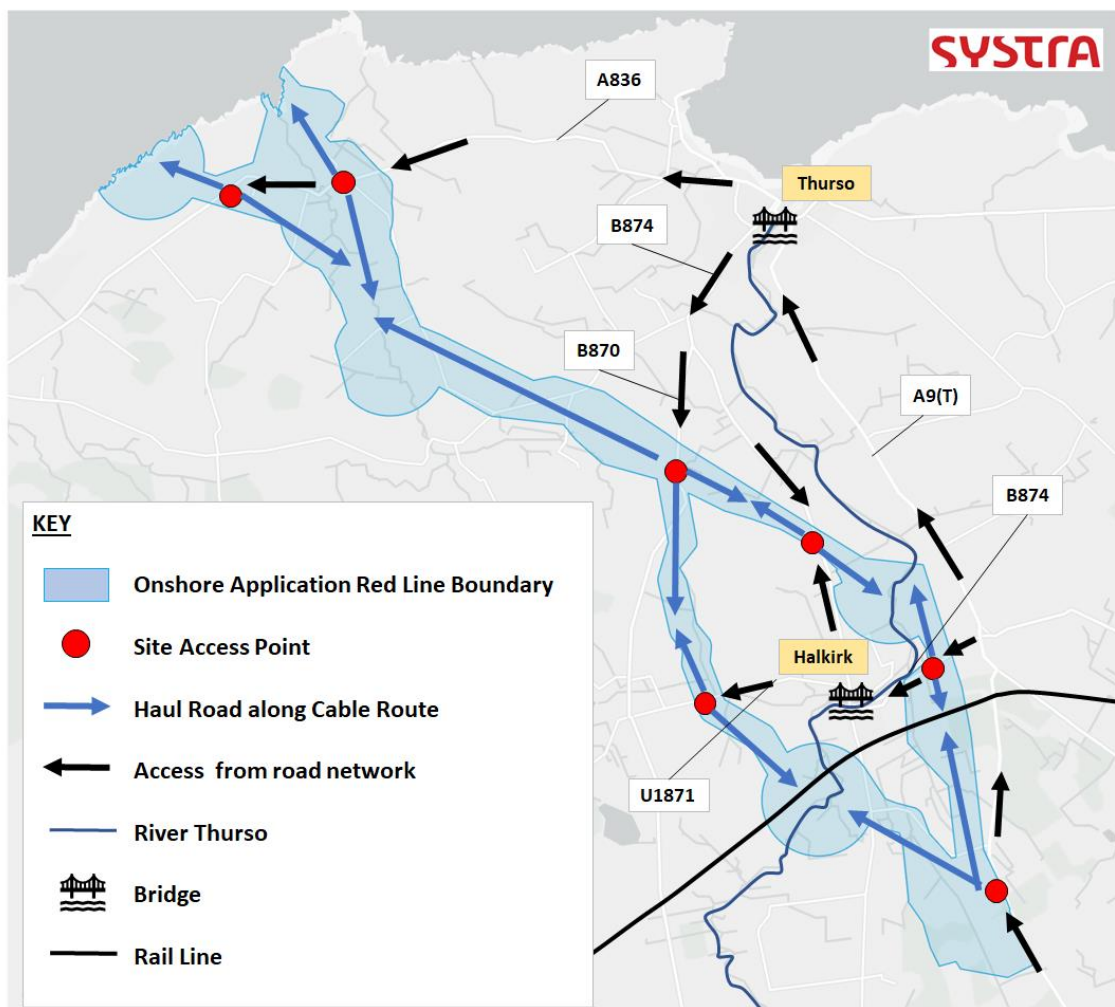 SYSTRA
A836
Thurso
B874
B870
A9(T)
B874
KEY
Onshore Application Red Line Boundary
Site Access Point
Halkirk
Haul Road along Cable Route
Access from road network
U1871
River Thurso
Bridge
Rail Line